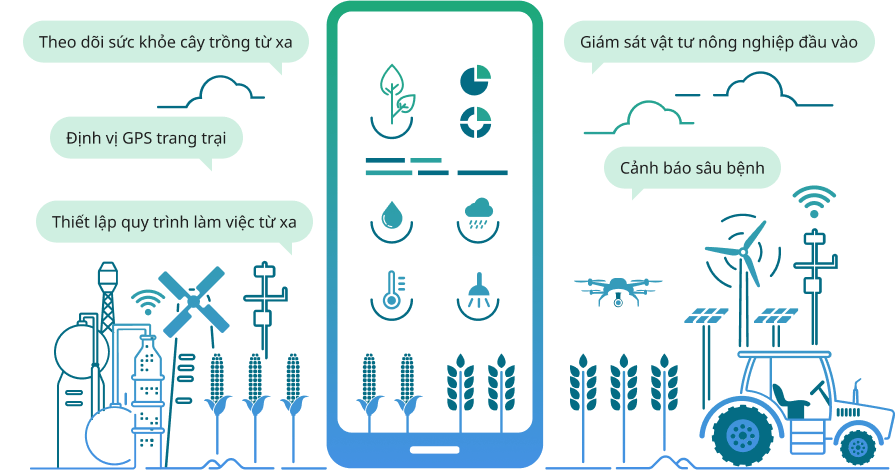 Theo dõi sức khỏe cây trồng từ xa
Định vị GPS trang trại
Thiết lập quy trình làm việc từ xa
Giám sát vật tư nông nghiệp đầu vào
Cảnh báo sâu bệnh